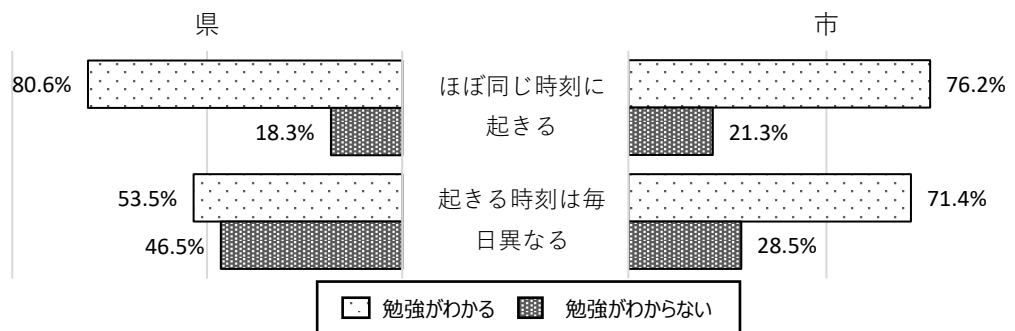 県
市
80.6%
ほぼ同じ時刻に
起きる
76.2%
18.3%
21.3%
53.5%
起きる時刻は毎
日異なる
71.4%
46.5%
28.5%
勉強がわかる 勉強がわからない